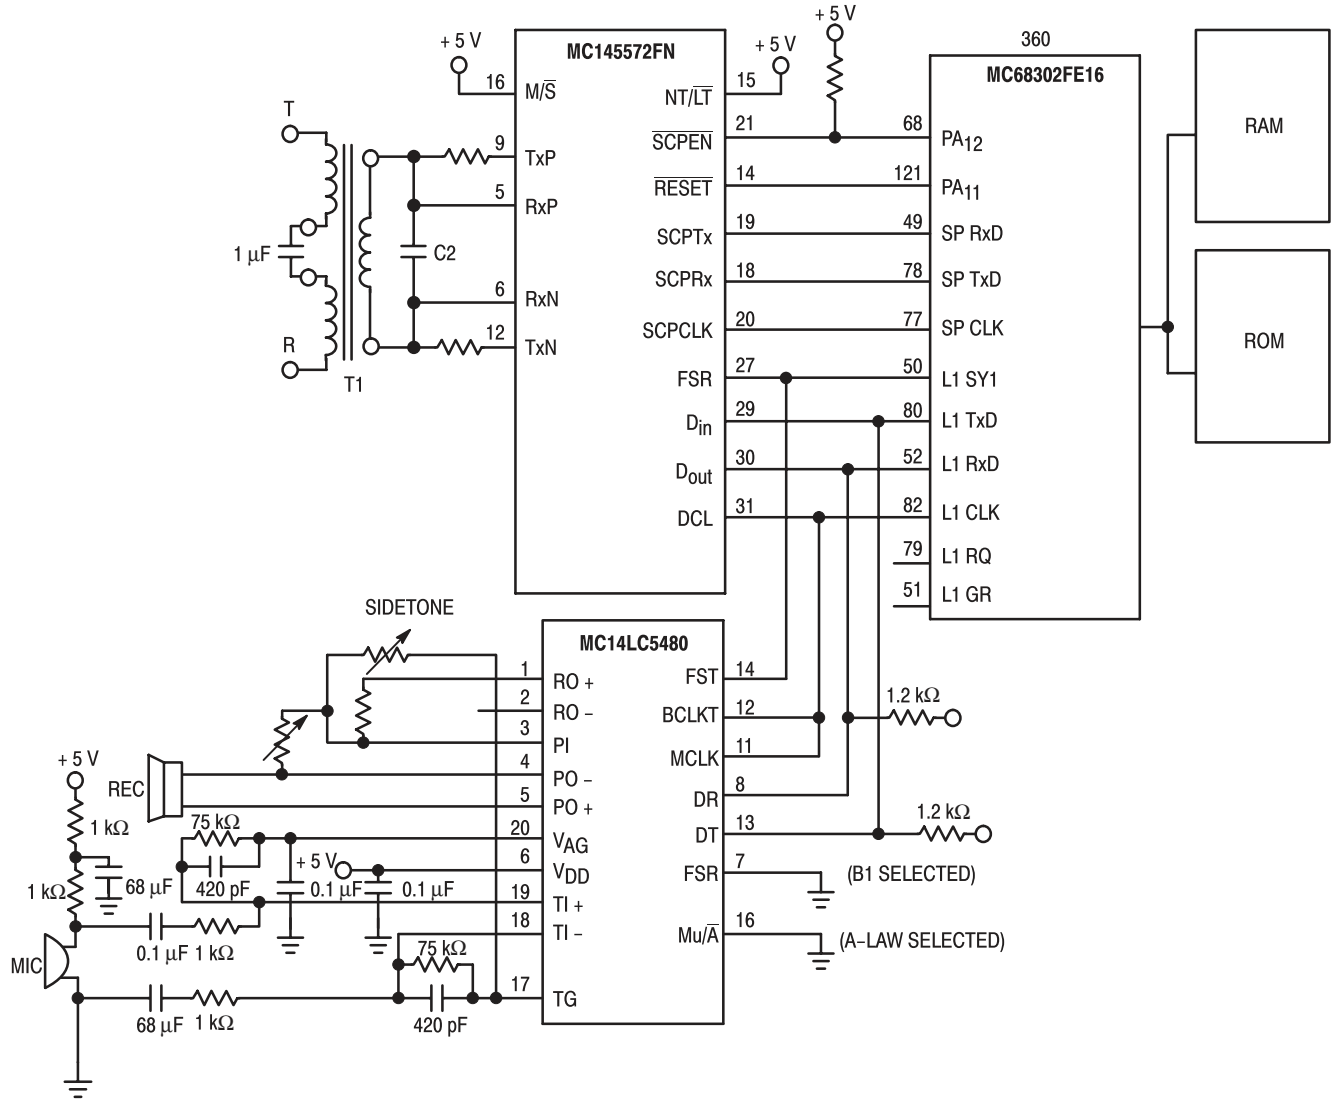 + 5 V
360
+ 5 V
MC145572FN
+ 5 V
MC68302FE16
RAM
ROM
16 M/S̅
NT/L̅T̅ 15
S̅C̅P̅E̅N̅ 21
68 PA12
R̅E̅S̅E̅T̅ 14
121 PA11
SCPTx 19
49 SP RxD
SCPRx 18
78 SP TxD
SCPCLK 20
77 SP CLK
FSR 27
50 L1 SY1
Din 29
80 L1 TxD
Dout 30
52 L1 RxD
DCL 31
82 L1 CLK
79 L1 RQ
51 L1 GR
T
9 TxP
5 RxP
1 μF
C2
6 RxN
12 TxN
R
T1
SIDETONE
MC14LC5480
1 RO +
2 RO –
3 PI
4 PO –
5 PO +
20 VAG
6 VDD
19 TI +
18 TI –
17 TG
FST 14
BCLKT 12
MCLK 11
DR 8
DT 13
FSR 7
Mu/A̅ 16
1.2 kΩ
1.2 kΩ
(B1 SELECTED)
(A–LAW SELECTED)
+ 5 V
REC
1 kΩ
75 kΩ
+ 5 V
1 kΩ
68 μF
420 pF
0.1 μF
0.1 μF
0.1 μF
1 kΩ
75 kΩ
MIC
68 μF
1 kΩ
420 pF